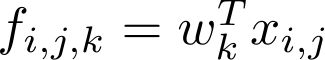 f_{i,j,k} = w_k^T x_{i,j}